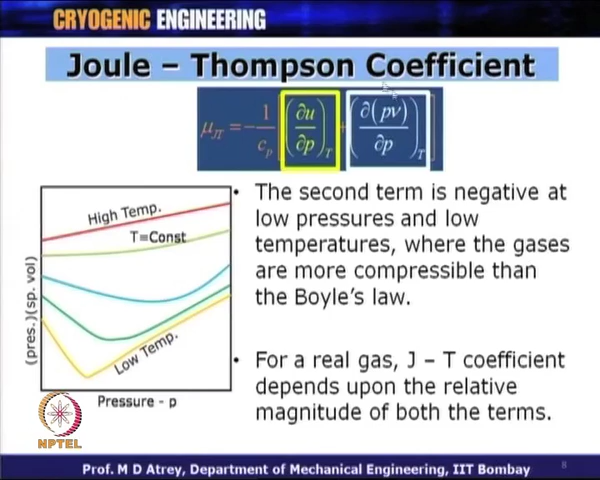 CRYOGENIC ENGINEERING
Joule – Thompson Coefficient
μ_JT = − 1/c_p [ (∂u/∂p)_T + (∂(pν)/∂p)_T ]
• The second term is negative at
low pressures and low
temperatures, where the gases
are more compressible than
the Boyle's law.
• For a real gas, J – T coefficient
depends upon the relative
magnitude of both the terms.
High Temp.
T=Const
Low Temp.
(pres.)(sp. vol)
Pressure - p
NPTEL
Prof. M D Atrey, Department of Mechanical Engineering, IIT Bombay
8